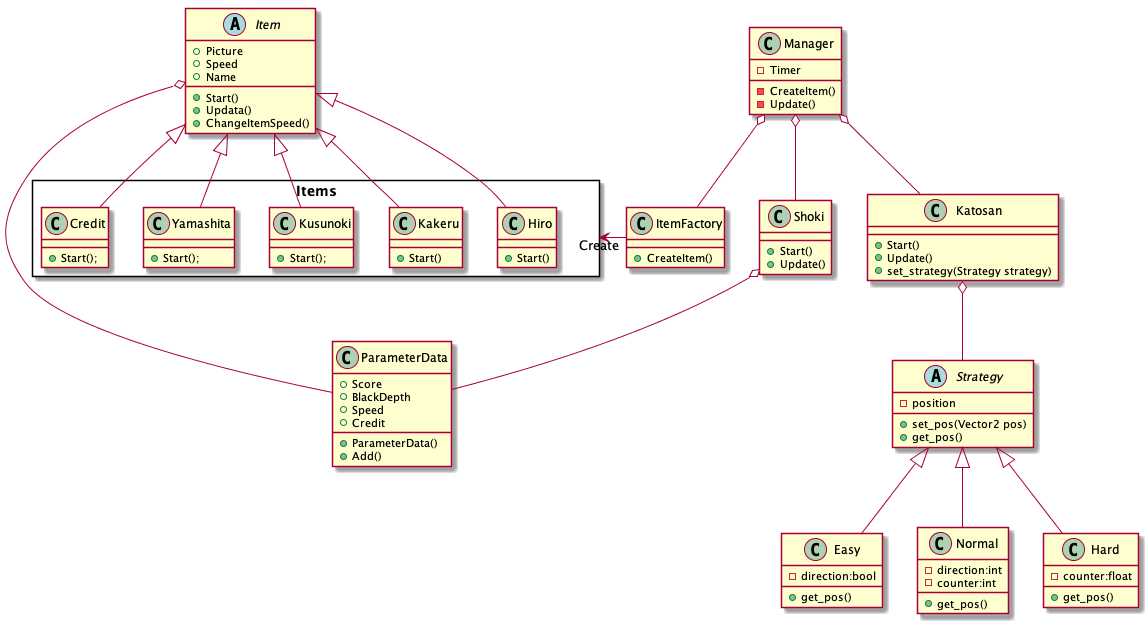 A Item
Picture
Speed
Name
Start()
Updata()
ChangeItemSpeed()
C Manager
Timer
CreateItem()
Update()
Items
C Credit
Start();
C Yamashita
Start();
C Kusunoki
Start();
C Kakeru
Start()
C Hiro
Start()
Create
C ItemFactory
CreateItem()
C Shoki
Start()
Update()
C Katosan
Start()
Update()
set_strategy(Strategy strategy)
C ParameterData
Score
BlackDepth
Speed
Credit
ParameterData()
Add()
A Strategy
position
set_pos(Vector2 pos)
get_pos()
C Easy
direction:bool
get_pos()
C Normal
direction:int
counter:int
get_pos()
C Hard
counter:float
get_pos()